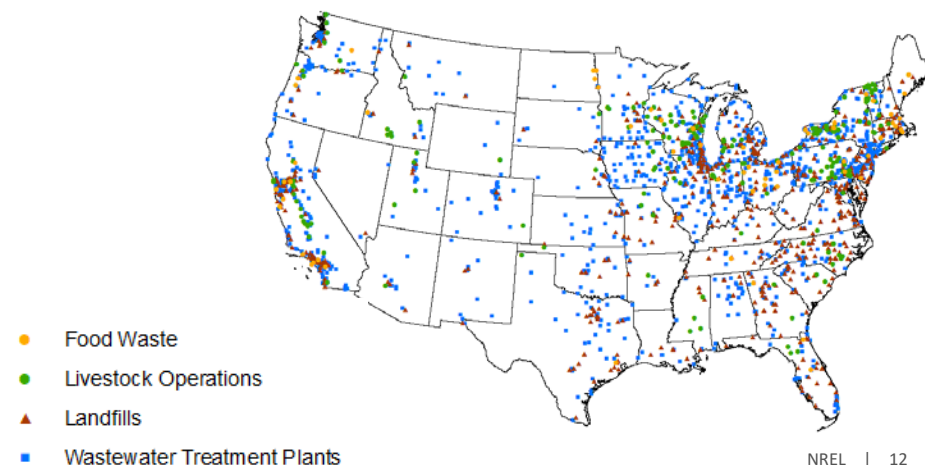 Food Waste
Livestock Operations
Landfills
Wastewater Treatment Plants
NREL | 12